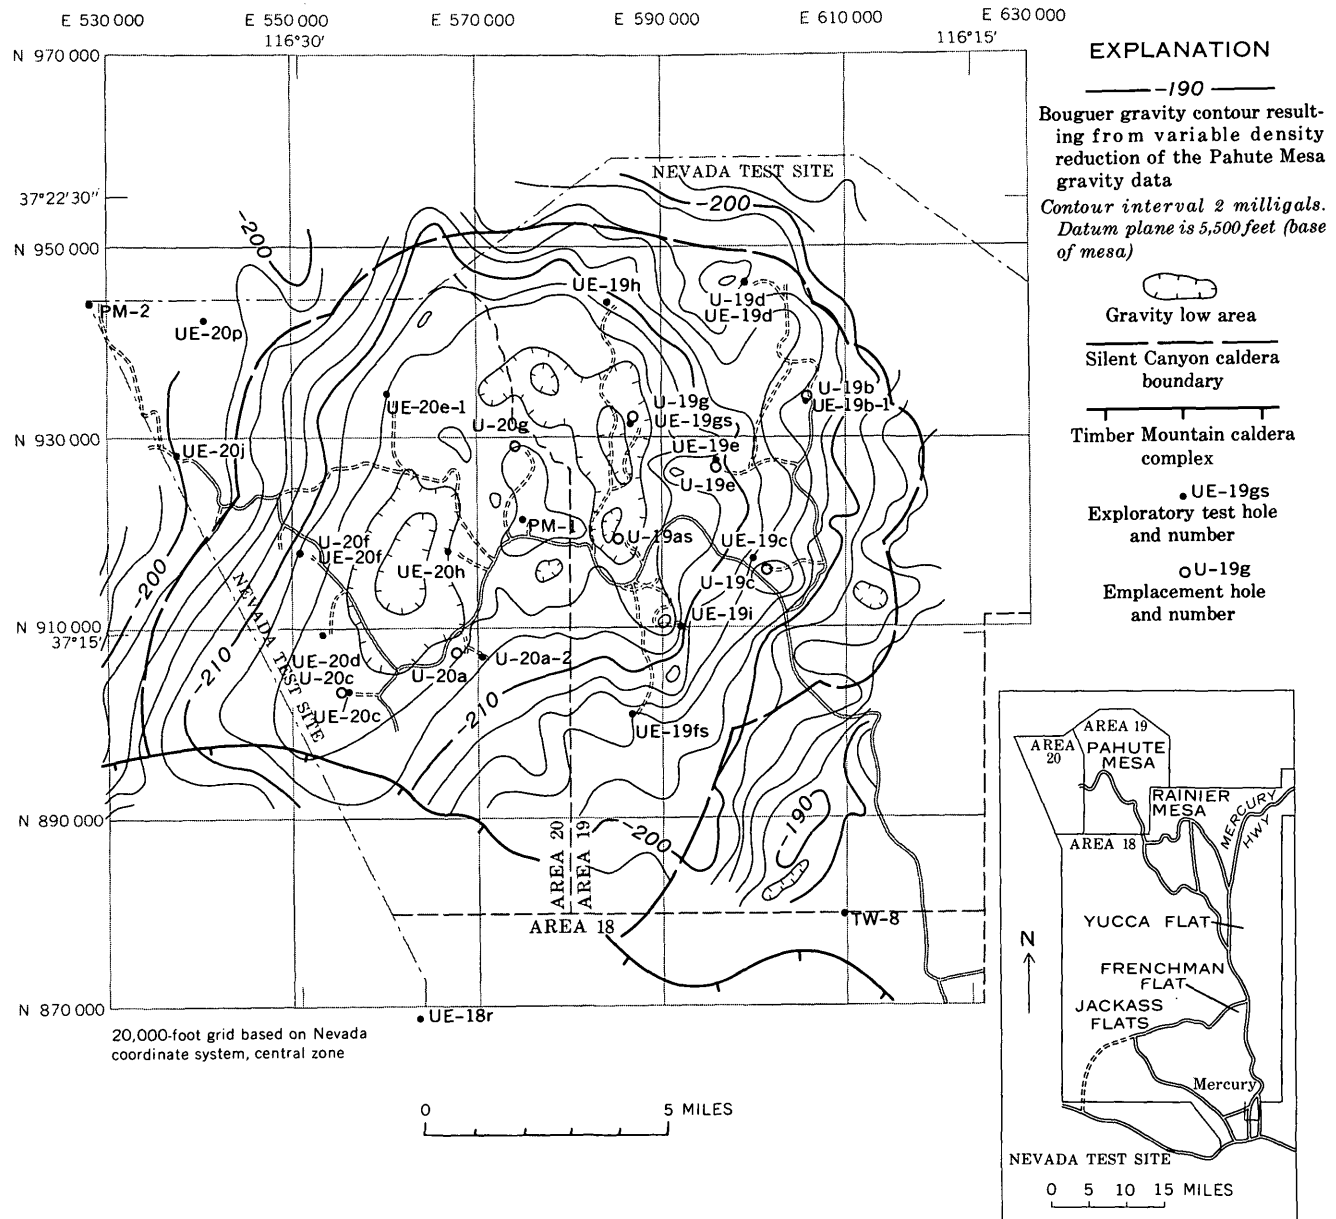 E 530 000
E 550 000
E 570 000
E 590 000
E 610 000
E 630 000
116°30′
116°15′
N 970 000
37°22′30″
N 950 000
N 930 000
N 910 000
37°15′
N 890 000
N 870 000
NEVADA TEST SITE
-200
-200
UE-19h
U-19d
UE-19d
PM-2
UE-20p
U-19b
UE-19b-1
UE-20e-1
U-19g
UE-19gs
U-20g
UE-19e
U-19e
UE-20j
PM-1
U-19as
UE-19c
U-19c
U-20f
UE-20f
UE-20h
-200
NEVADA TEST SITE
UE-19i
UE-20d
U-20c
UE-20c
U-20a
U-20a-2
-210
-210
UE-19fs
-190
-200
AREA 20
AREA 19
AREA 18
TW-8
UE-18r
20,000-foot grid based on Nevada
coordinate system, central zone
0 5 MILES
EXPLANATION
-190
Bouguer gravity contour result-
ing from variable density
reduction of the Pahute Mesa
gravity data
Contour interval 2 milligals.
Datum plane is 5,500 feet (base
of mesa)
Gravity low area
Silent Canyon caldera
boundary
Timber Mountain caldera
complex
UE-19gs
Exploratory test hole
and number
U-19g
Emplacement hole
and number
AREA 19
AREA
20
PAHUTE
MESA
RAINIER
MESA
MERCURY
HWY
AREA 18
YUCCA FLAT
N
FRENCHMAN
FLAT
JACKASS
FLATS
Mercury
NEVADA TEST SITE
0 5 10 15 MILES